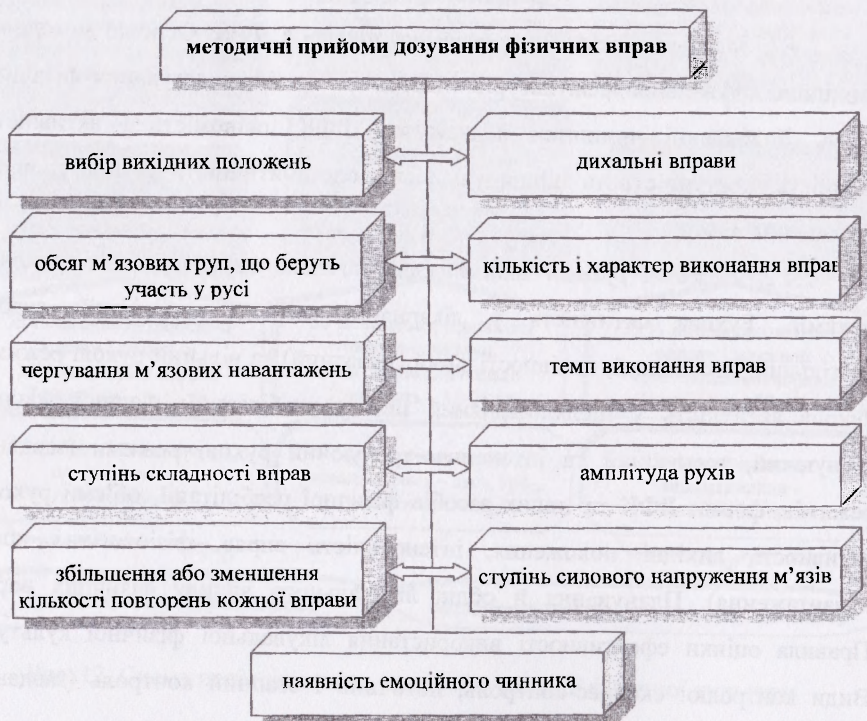 методичні прийоми дозування фізичних вправ
вибір вихідних положень
дихальні вправи
обсяг м’язових груп, що беруть
участь у русі
кількість і характер виконання вправ
чергування м’язових навантажень
темп виконання вправ
ступінь складності вправ
амплітуда рухів
збільшення або зменшення
кількості повторень кожної вправи
ступінь силового напруження м’язів
наявність емоційного чинника